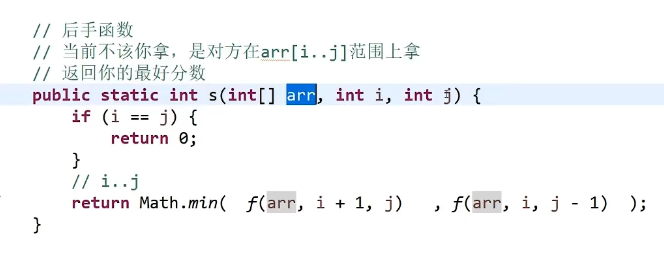 // 后手函数
// 当前不该你拿，是对方在arr[i..j]范围上拿
// 返回你的最好分数
public static int s(int[] arr, int i, int j) {
if (i == j) {
return 0;
}
// i..j
return Math.min( f(arr, i + 1, j) , f(arr, i, j - 1) );
}